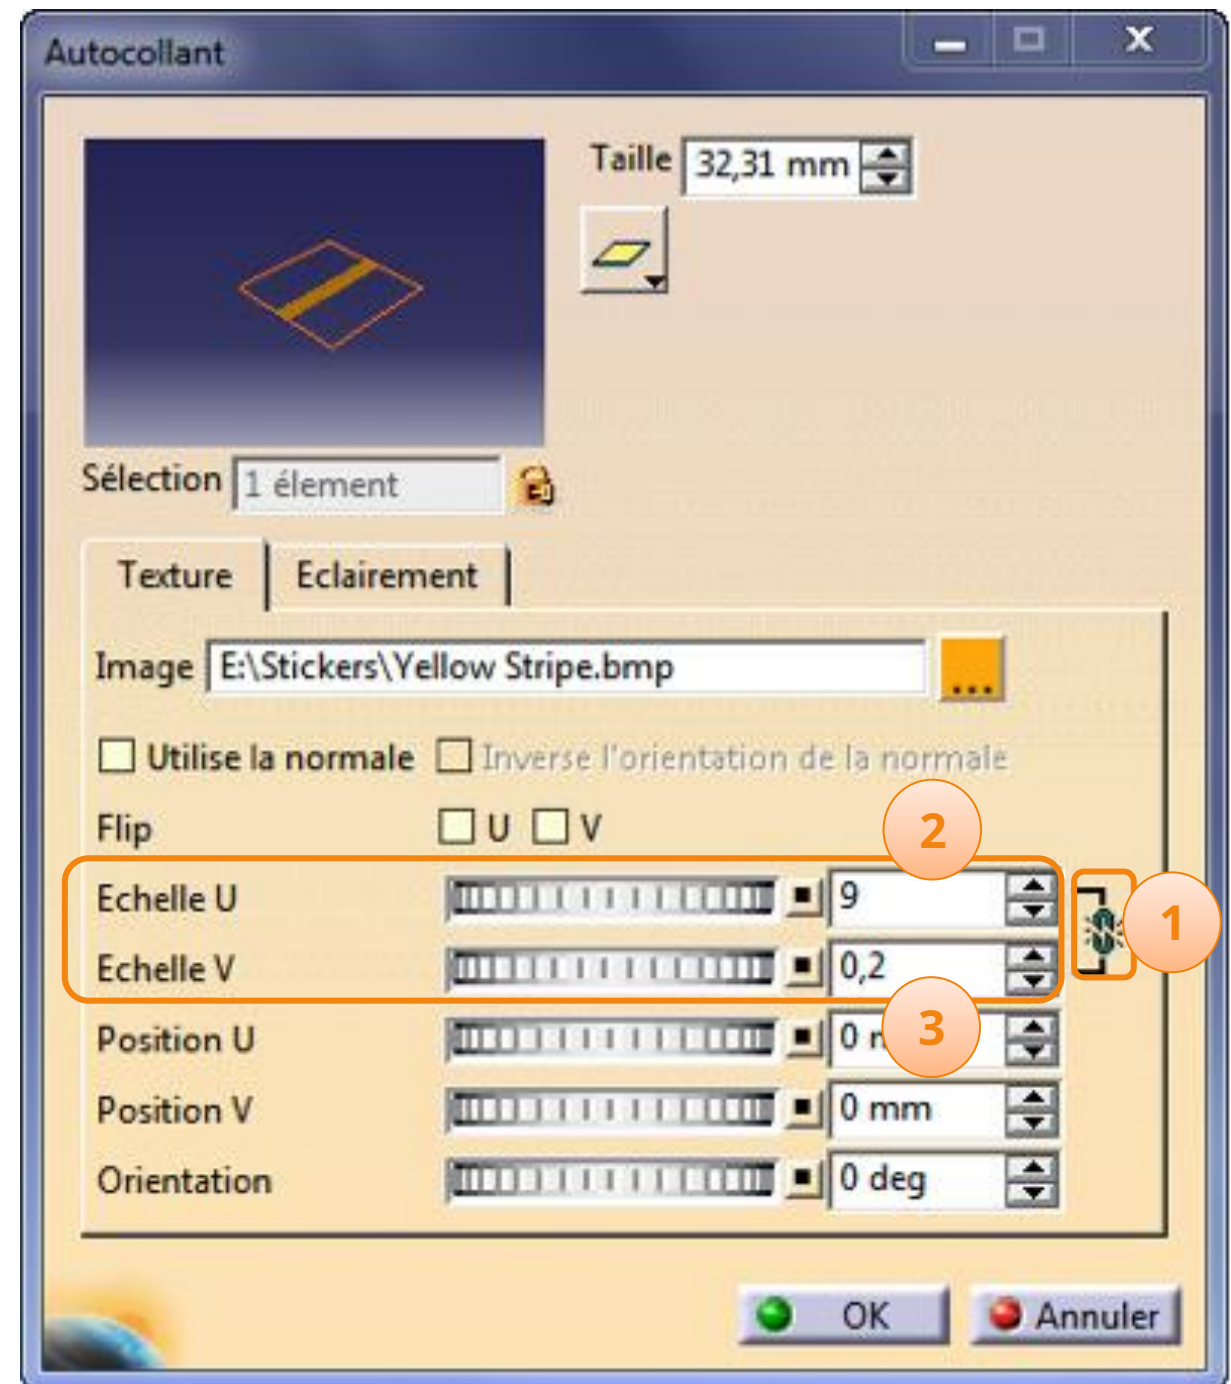 Autocollant
Taille 32,31 mm
Sélection 1 élement
Texture Eclairement
Image E:\Stickers\Yellow Stripe.bmp
...
Utilise la normale Inverse l'orientation de la normale
2
Flip U V
Echelle U 9
1
Echelle V 0,2
3
Position U 0
Position V 0 mm
Orientation 0 deg
OK Annuler